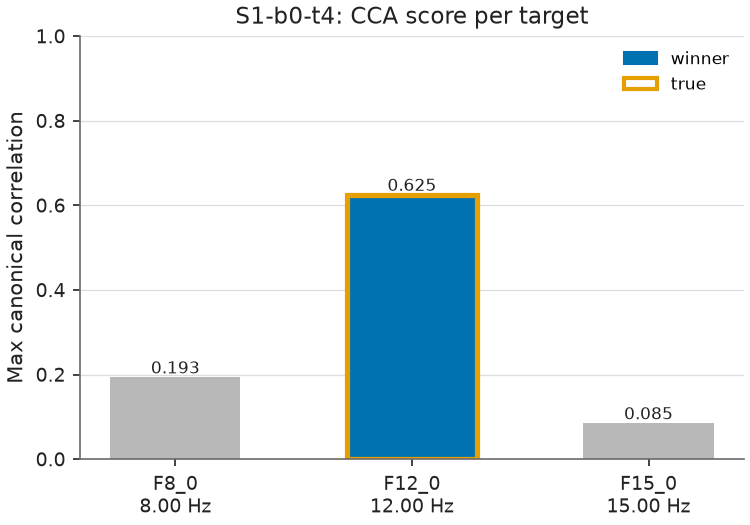 S1-b0-t4: CCA score per target
Max canonical correlation
1.0
0.8
0.6
0.4
0.2
0.0
winner
true
0.193
0.625
0.085
F8_0
8.00 Hz
F12_0
12.00 Hz
F15_0
15.00 Hz